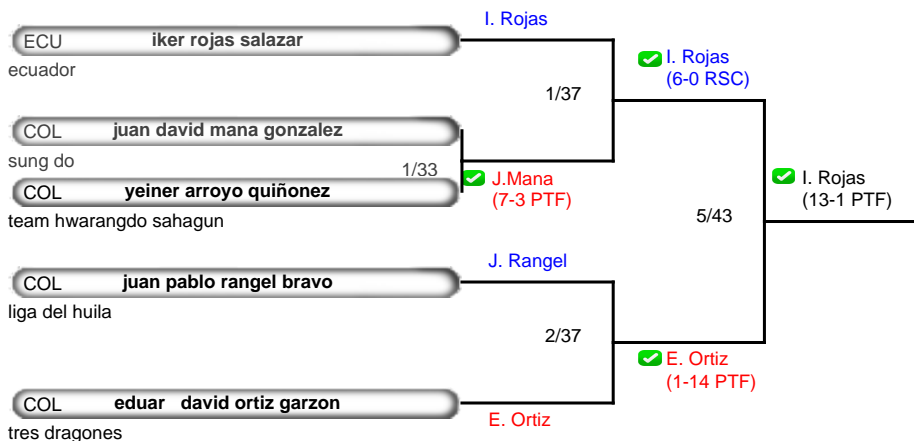 I. Rojas
ECU iker rojas salazar
ecuador
I. Rojas
(6-0 RSC)
1/37
COL juan david mana gonzalez
sung do
1/33
J.Mana
(7-3 PTF)
COL yeiner arroyo quiñonez
team hwarangdo sahagun
I. Rojas
(13-1 PTF)
5/43
J. Rangel
COL juan pablo rangel bravo
liga del huila
2/37
E. Ortiz
(1-14 PTF)
COL eduar david ortiz garzon
E. Ortiz
tres dragones